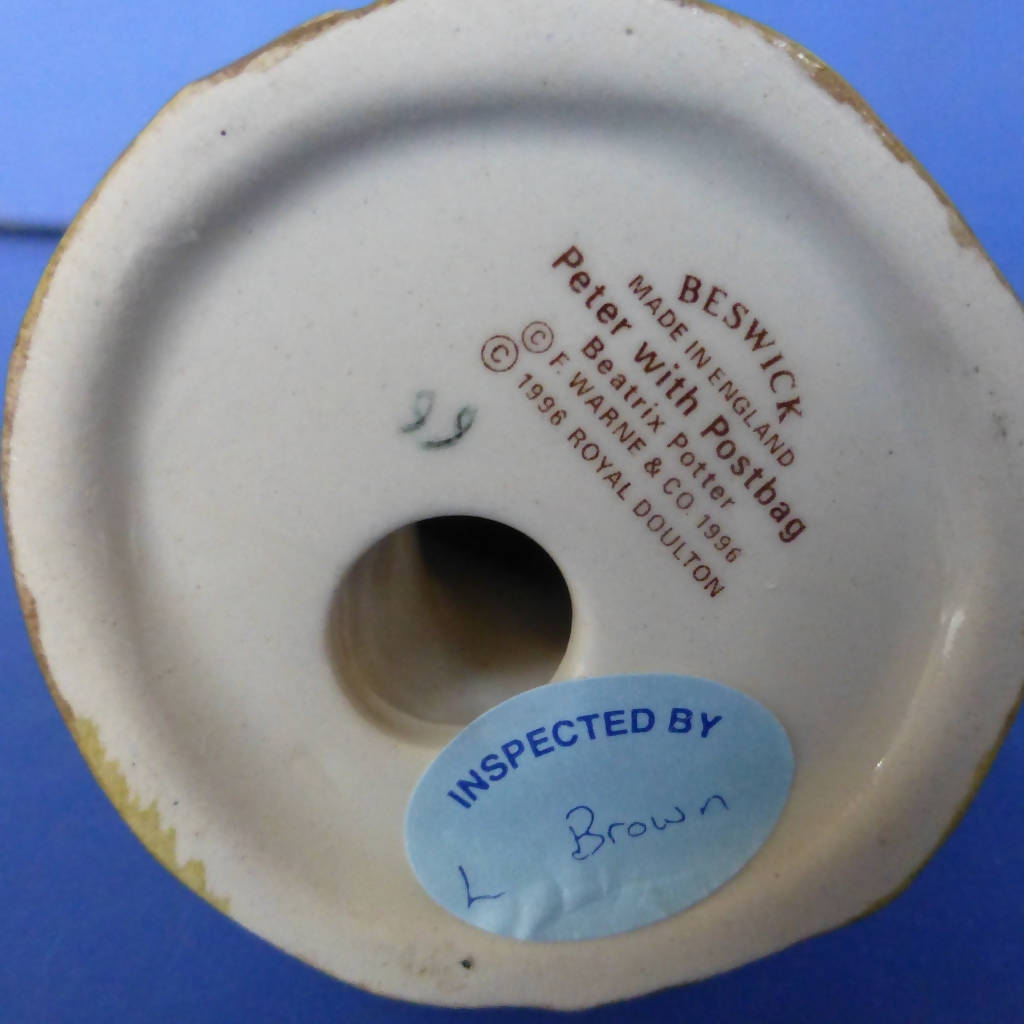 BESWICK
MADE IN ENGLAND
Peter with Postbag
Beatrix Potter
© F. WARNE & CO. 1996
© 1996 ROYAL DOULTON
INSPECTED BY
L Brown